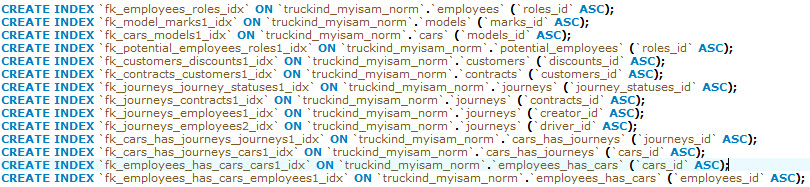 CREATE INDEX `fk_employees_roles_idx` ON `truckind_myisam_norm`.`employees` (`roles_id` ASC);
CREATE INDEX `fk_model_marks1_idx` ON `truckind_myisam_norm`.`models` (`marks_id` ASC);
CREATE INDEX `fk_cars_models1_idx` ON `truckind_myisam_norm`.`cars` (`models_id` ASC);
CREATE INDEX `fk_potential_employees_roles1_idx` ON `truckind_myisam_norm`.`potential_employees` (`roles_id` ASC);
CREATE INDEX `fk_customers_discounts1_idx` ON `truckind_myisam_norm`.`customers` (`discounts_id` ASC);
CREATE INDEX `fk_contracts_customers1_idx` ON `truckind_myisam_norm`.`contracts` (`customers_id` ASC);
CREATE INDEX `fk_journeys_journey_statuses1_idx` ON `truckind_myisam_norm`.`journeys` (`journey_statuses_id` ASC);
CREATE INDEX `fk_journeys_contracts1_idx` ON `truckind_myisam_norm`.`journeys` (`contracts_id` ASC);
CREATE INDEX `fk_journeys_employees1_idx` ON `truckind_myisam_norm`.`journeys` (`creator_id` ASC);
CREATE INDEX `fk_journeys_employees2_idx` ON `truckind_myisam_norm`.`journeys` (`driver_id` ASC);
CREATE INDEX `fk_cars_has_journeys_journeys1_idx` ON `truckind_myisam_norm`.`cars_has_journeys` (`journeys_id` ASC);
CREATE INDEX `fk_cars_has_journeys_cars1_idx` ON `truckind_myisam_norm`.`cars_has_journeys` (`cars_id` ASC);
CREATE INDEX `fk_employees_has_cars_cars1_idx` ON `truckind_myisam_norm`.`employees_has_cars` (`cars_id` ASC);
CREATE INDEX `fk_employees_has_cars_employees1_idx` ON `truckind_myisam_norm`.`employees_has_cars` (`employees_id` ASC);